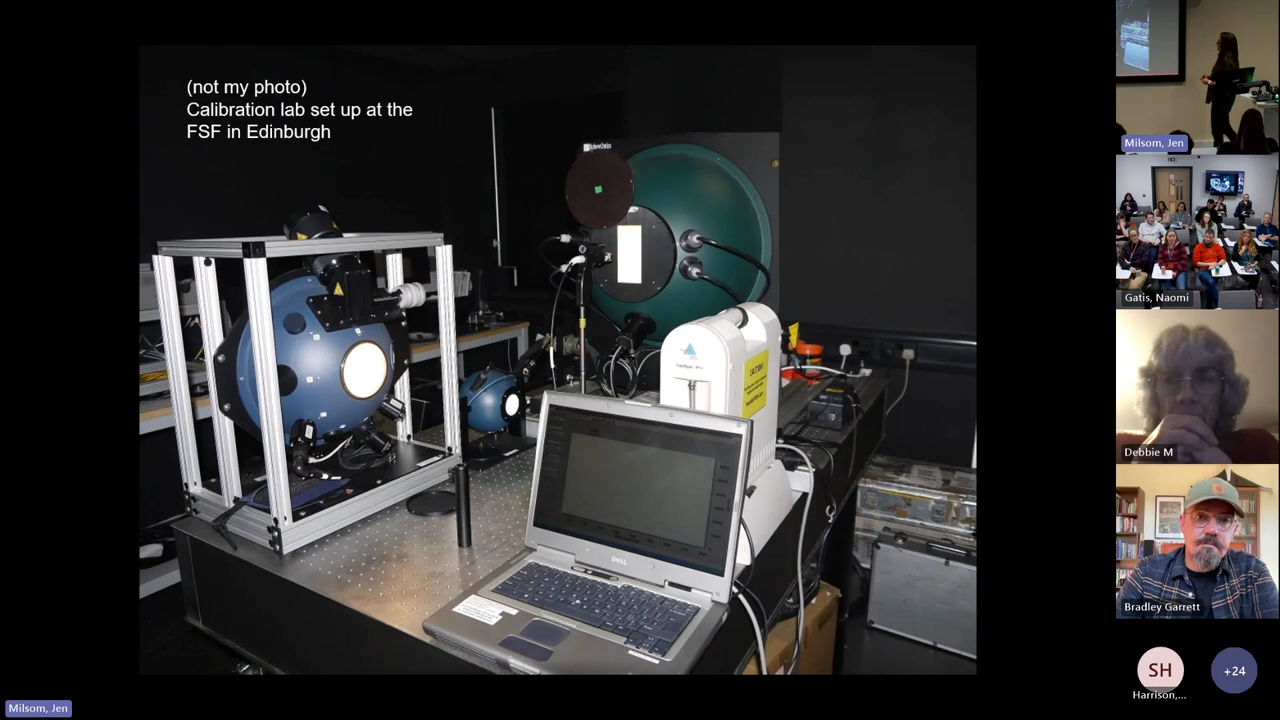 (not my photo)
Calibration lab set up at the
FSF in Edinburgh
DELL
CAUTION!
Milsom, Jen
Gatis, Naomi
Debbie M
Bradley Garrett
SH
Harrison,...
+24
Milsom, Jen